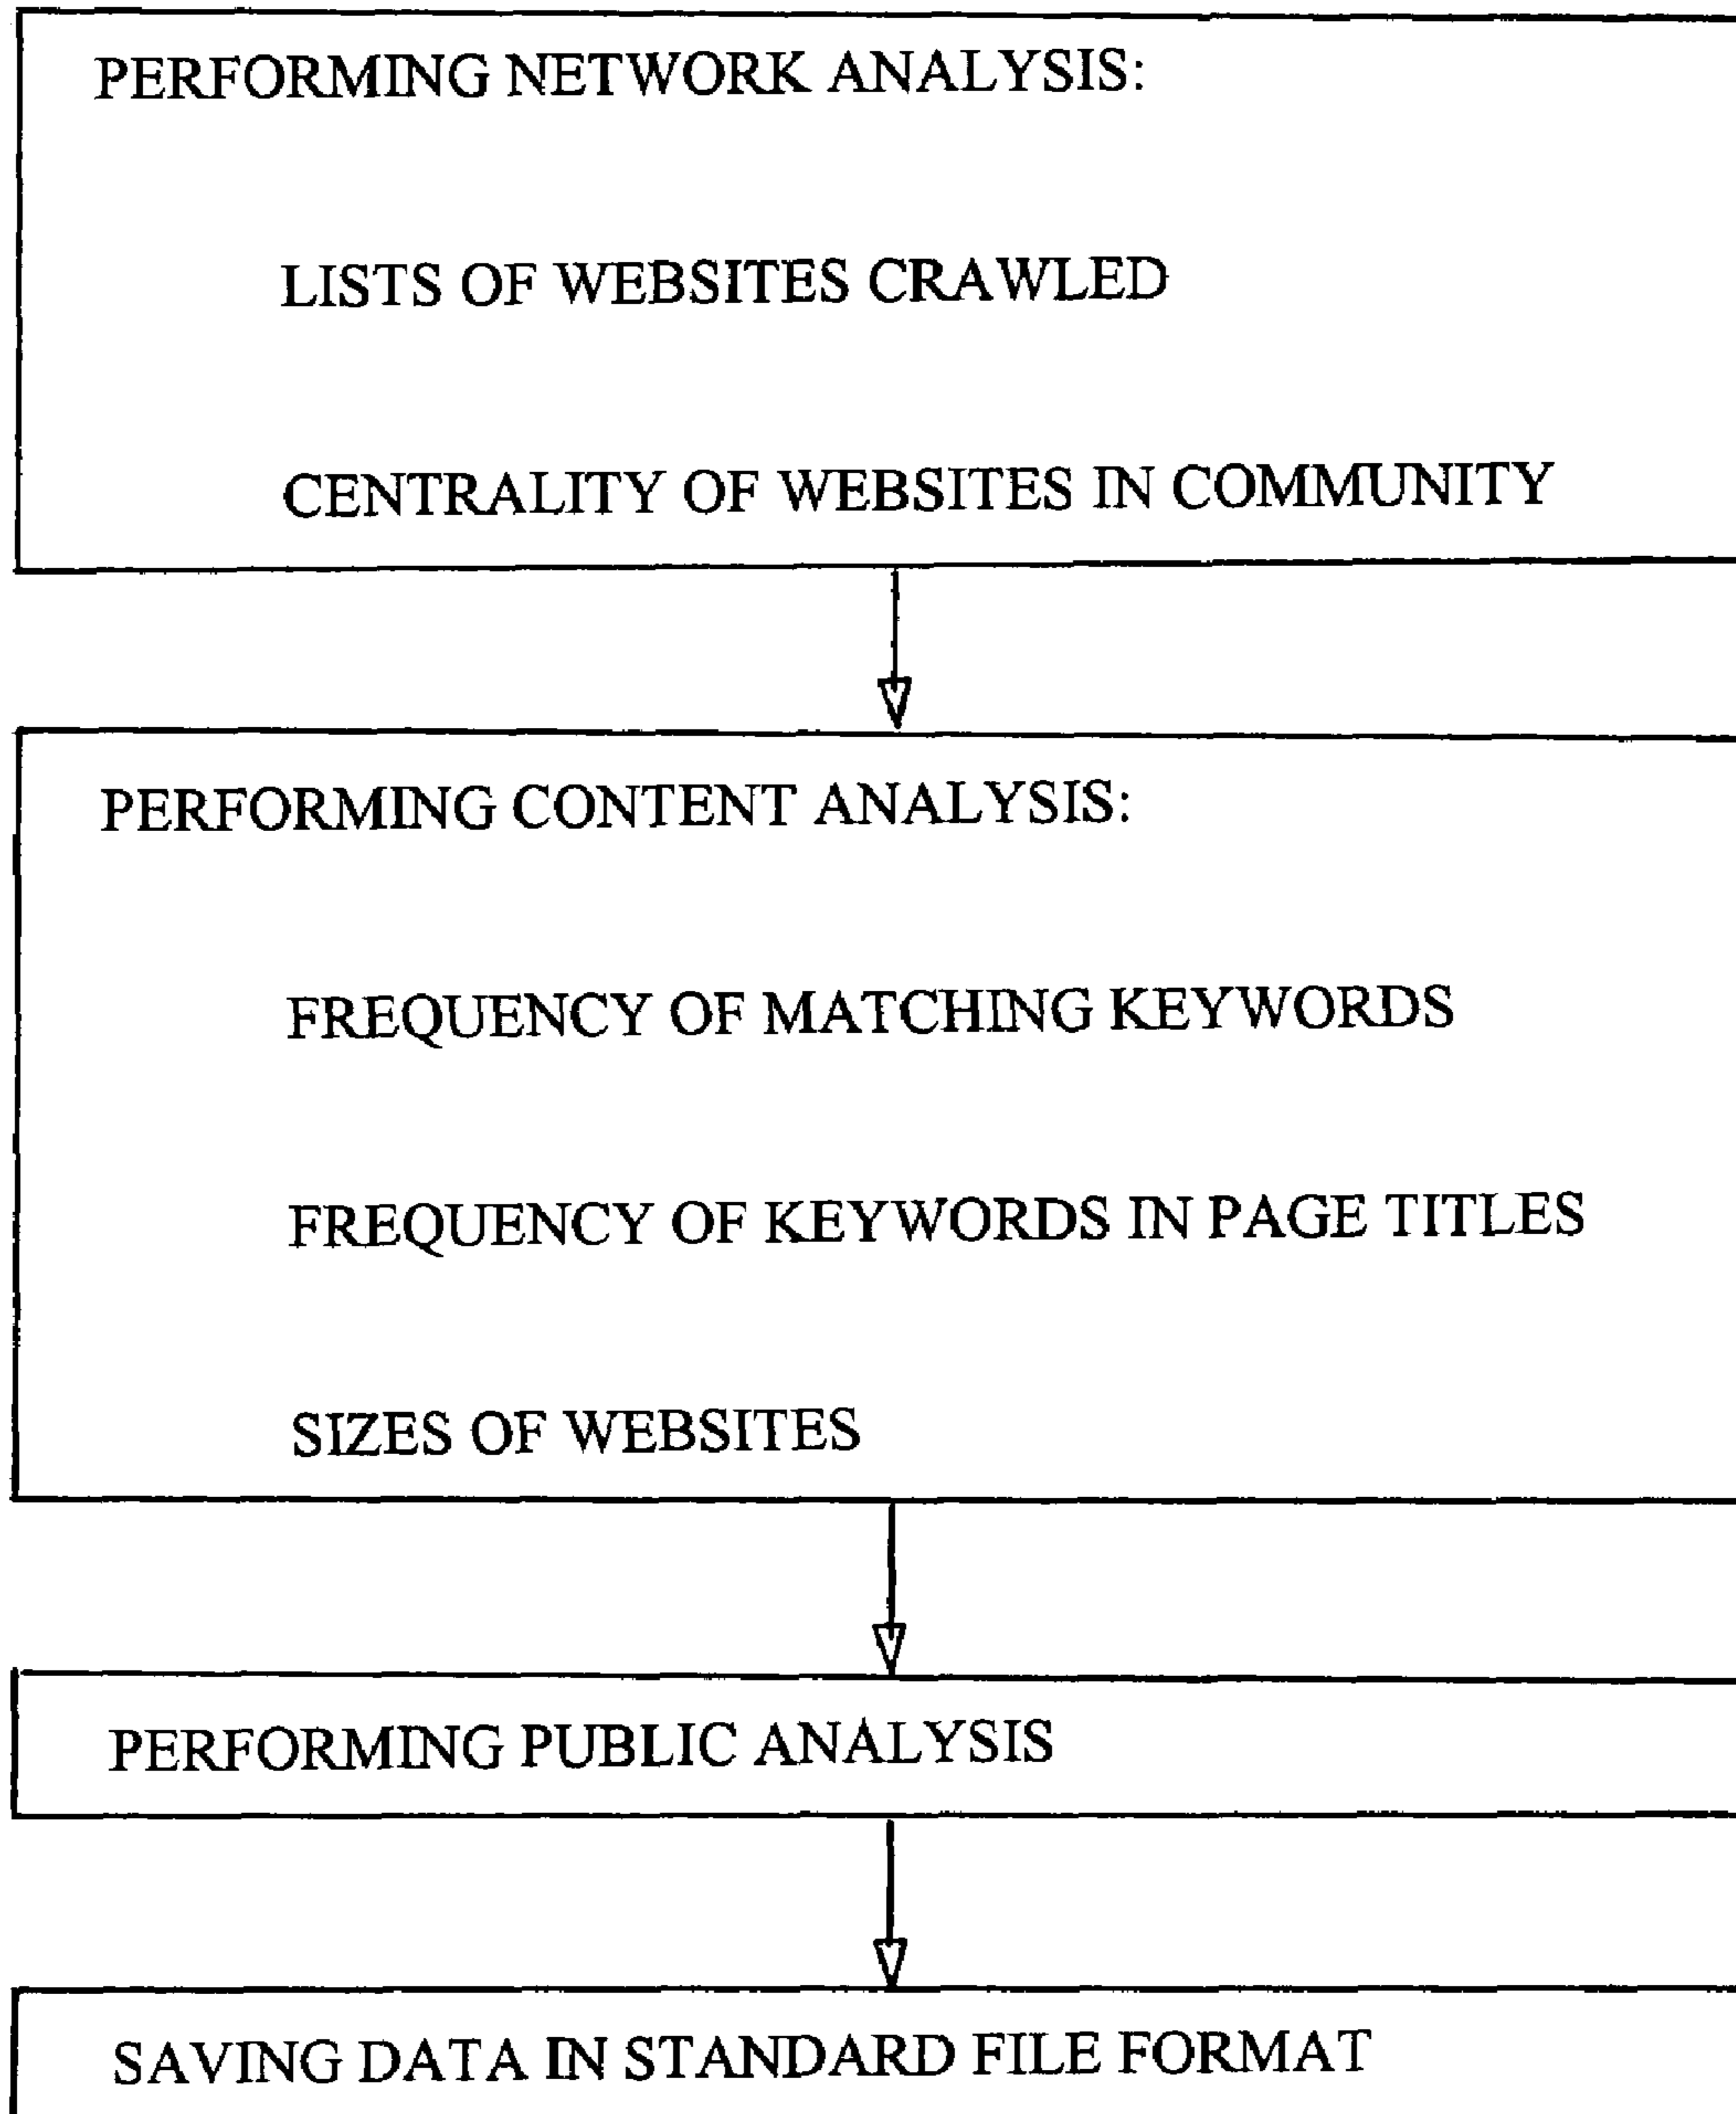 PERFORMING NETWORK ANALYSIS:
LISTS OF WEBSITES CRAWLED
CENTRALITY OF WEBSITES IN COMMUNITY
PERFORMING CONTENT ANALYSIS:
FREQUENCY OF MATCHING KEYWORDS
FREQUENCY OF KEYWORDS IN PAGE TITLES
SIZES OF WEBSITES
PERFORMING PUBLIC ANALYSIS
SAVING DATA IN STANDARD FILE FORMAT